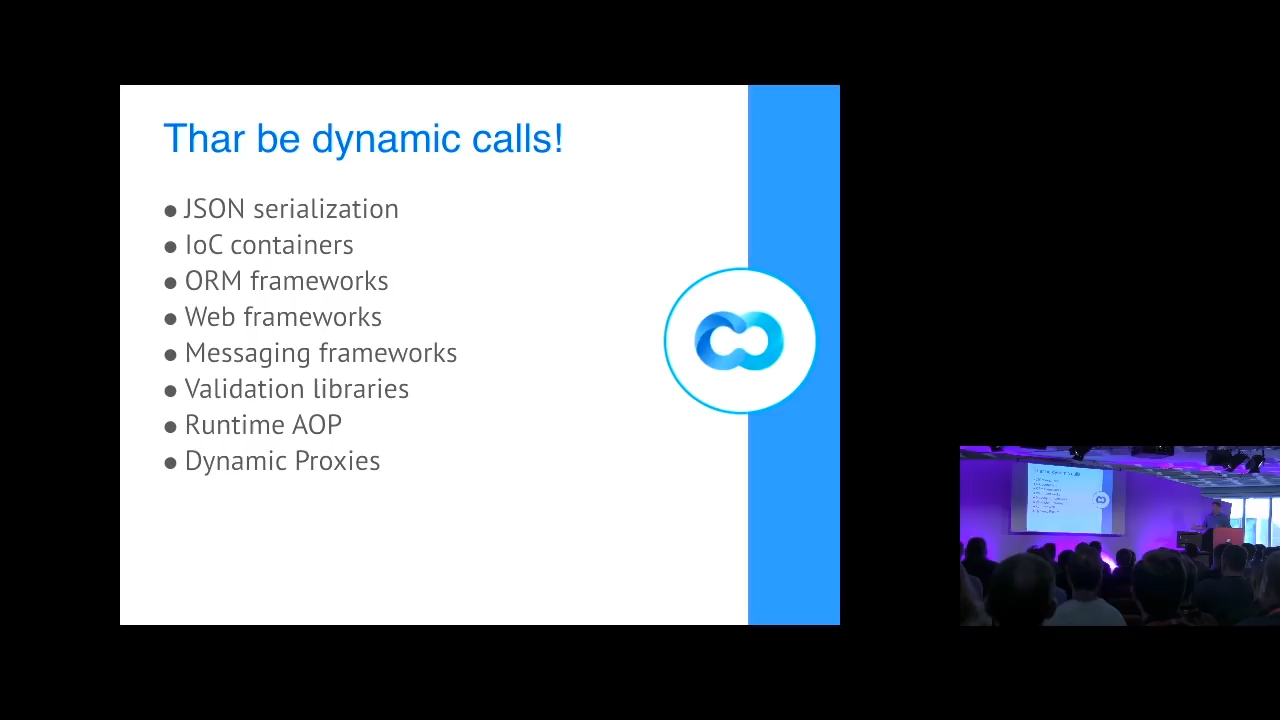 Thar be dynamic calls!
● JSON serialization
● IoC containers
● ORM frameworks
● Web frameworks
● Messaging frameworks
● Validation libraries
● Runtime AOP
● Dynamic Proxies